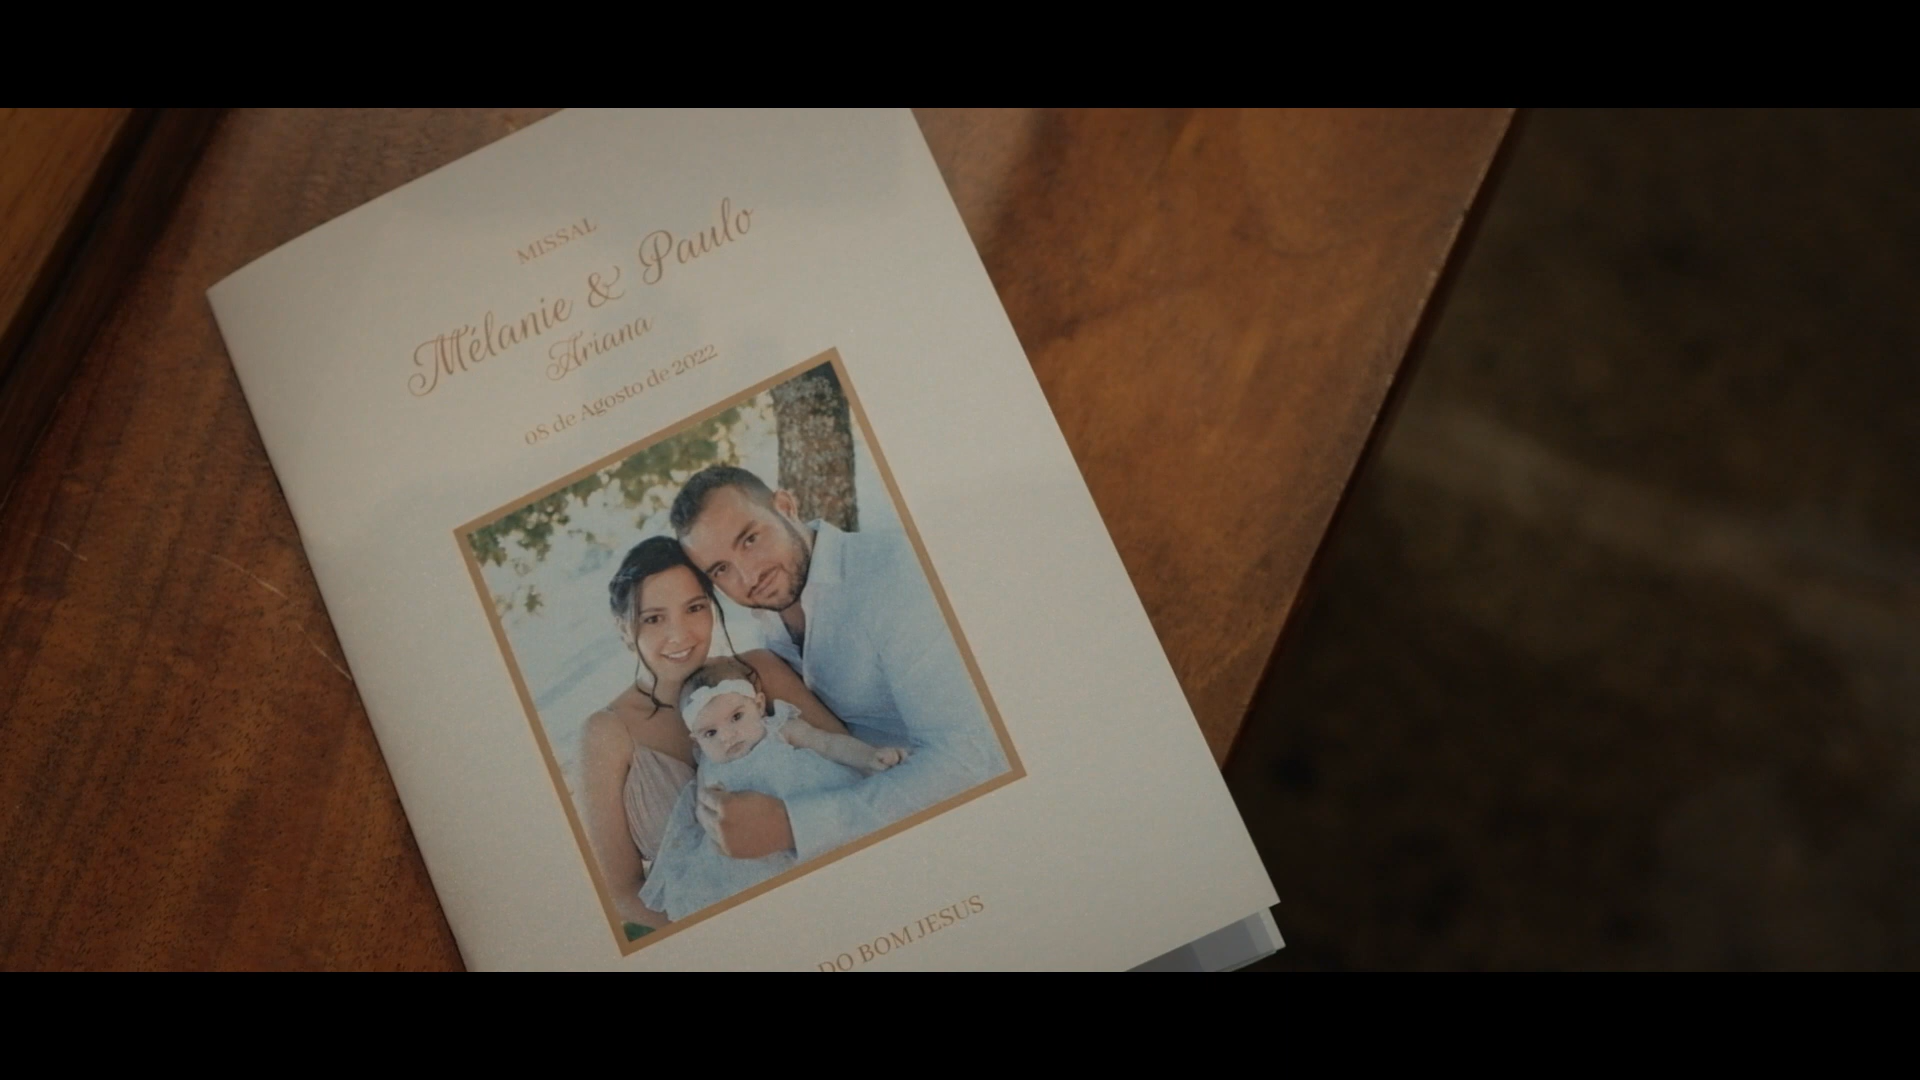 MISSAL
Mélanie & Paulo
Ariana
08 de Agosto de 2022
DO BOM JESUS